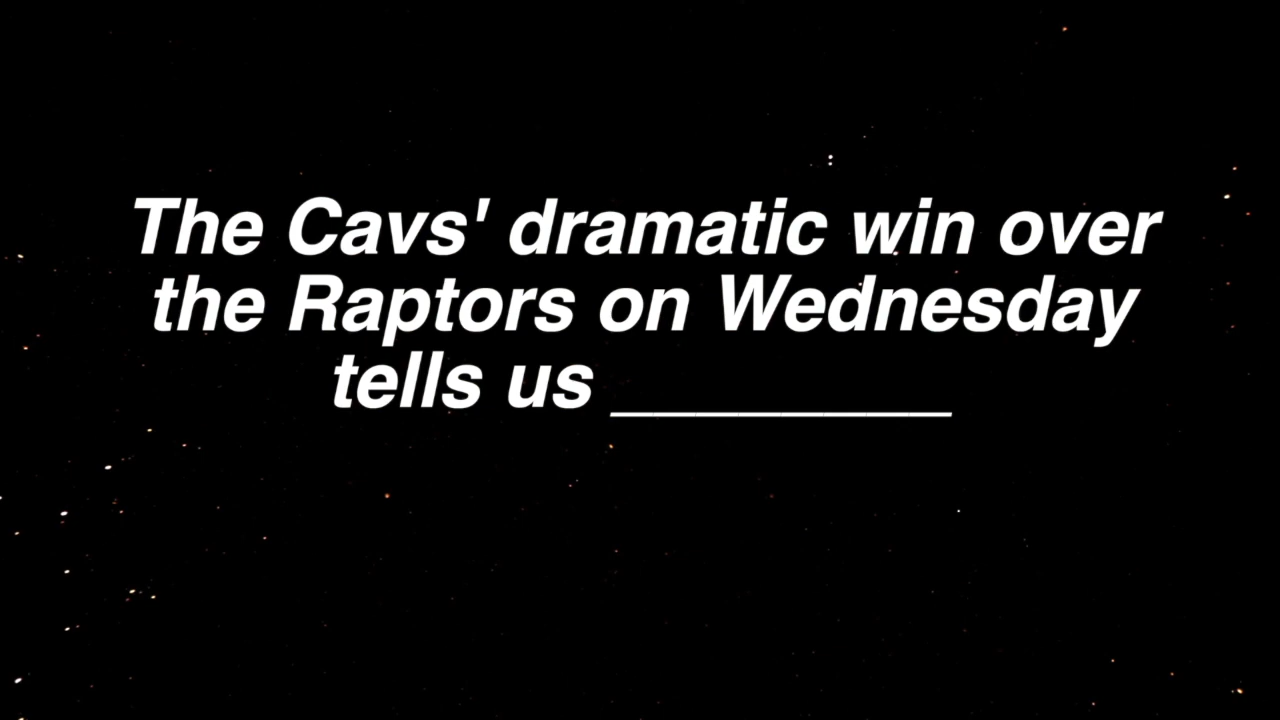 The Cavs' dramatic win over
the Raptors on Wednesday
tells us ________